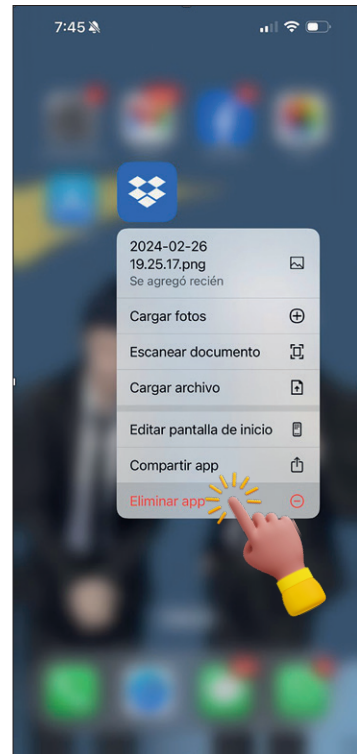 7:45
2024-02-26
19.25.17.png
Se agregó recién
Cargar fotos
Escanear documento
Cargar archivo
Editar pantalla de inicio
Compartir app
Eliminar app